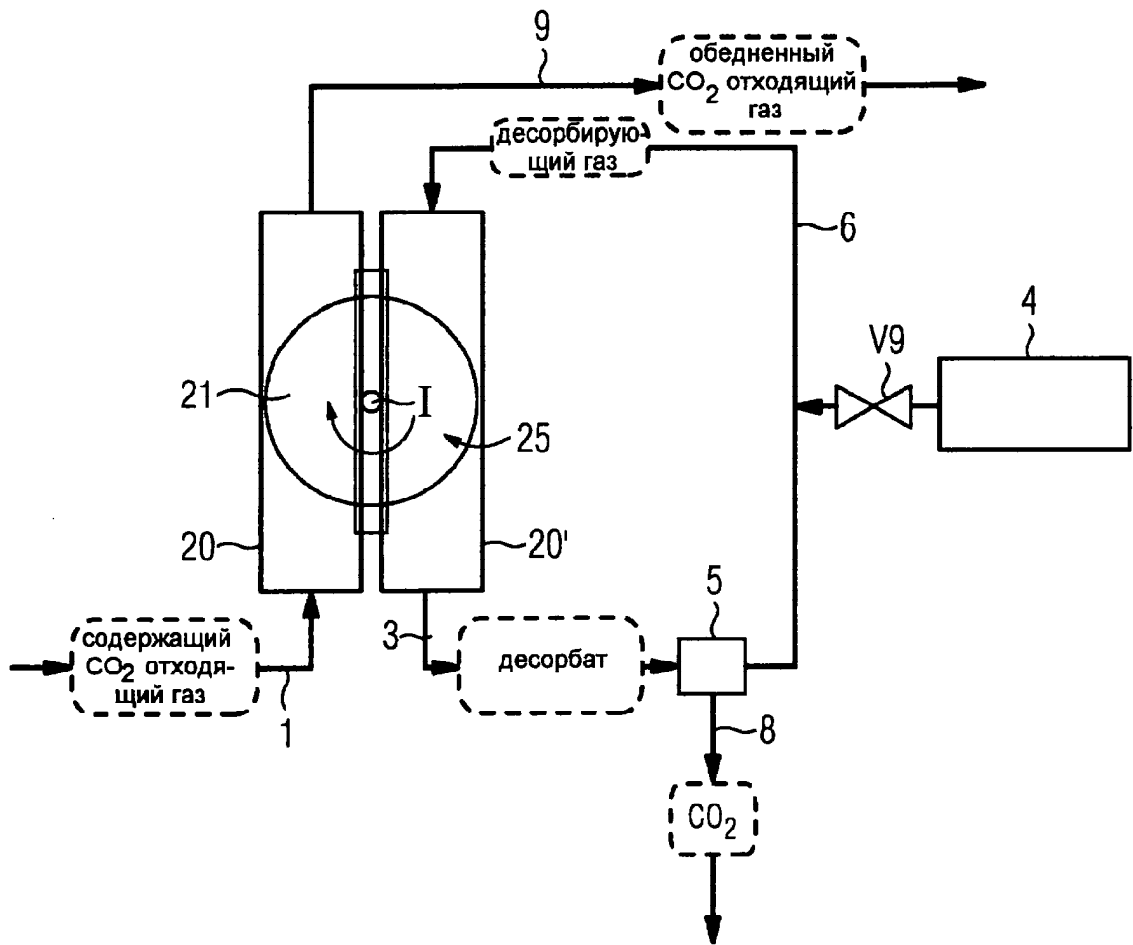 9
обедненный
CO2 отходящий
газ
десорбирую-
щий газ
6
4
V9
21
I
25
20
20'
5
содержащий
CO2 отходя-
щий газ
3
десорбат
1
8
CO2